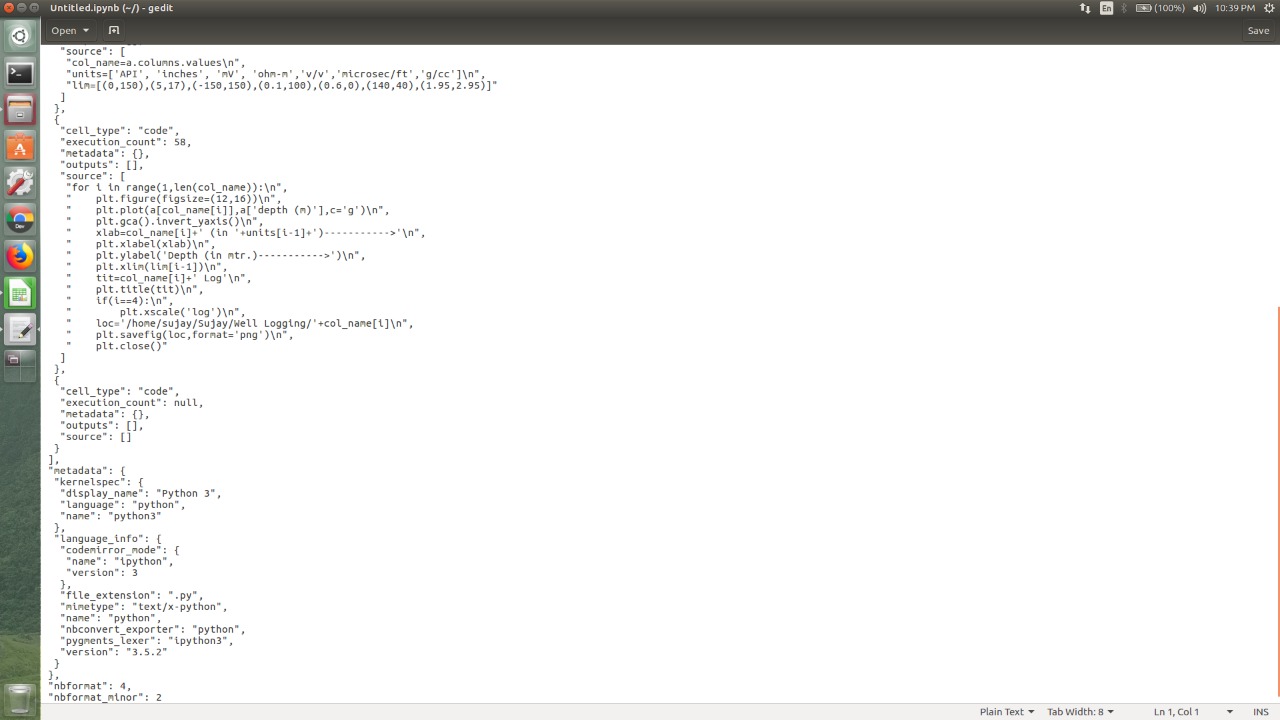 Untitled.ipynb (~/) - gedit
En
(100%)
10:39 PM
Open
Save
"source": [
"col_name=a.columns.values\n",
"units=['API', 'inches', 'mV', 'ohm-m','v/v','microsec/ft','g/cc']\n",
"lim=[(0,150),(5,17),(-150,150),(0.1,100),(0.6,0),(140,40),(1.95,2.95)]"
]
},
{
"cell_type": "code",
"execution_count": 58,
"metadata": {},
"outputs": [],
"source": [
"for i in range(1,len(col_name)):\n",
"    plt.figure(figsize=(12,16))\n",
"    plt.plot(a[col_name[i]],a['depth (m)'],c='g')\n",
"    plt.gca().invert_yaxis()\n",
"    xlab=col_name[i]+' (in '+units[i-1]+')----------->'\n",
"    plt.xlabel(xlab)\n",
"    plt.ylabel('Depth (in mtr.)----------->')\n",
"    plt.xlim(lim[i-1])\n",
"    tit=col_name[i]+' Log'\n",
"    plt.title(tit)\n",
"    if(i==4):\n",
"        plt.xscale('log')\n",
"    loc='/home/sujay/Sujay/Well Logging/'+col_name[i]\n",
"    plt.savefig(loc,format='png')\n",
"    plt.close()"
]
},
{
"cell_type": "code",
"execution_count": null,
"metadata": {},
"outputs": [],
"source": []
}
],
"metadata": {
"kernelspec": {
"display_name": "Python 3",
"language": "python",
"name": "python3"
},
"language_info": {
"codemirror_mode": {
"name": "ipython",
"version": 3
},
"file_extension": ".py",
"mimetype": "text/x-python",
"name": "python",
"nbconvert_exporter": "python",
"pygments_lexer": "ipython3",
"version": "3.5.2"
}
},
"nbformat": 4,
"nbformat_minor": 2
Dev
Plain Text
Tab Width: 8
Ln 1, Col 1
INS